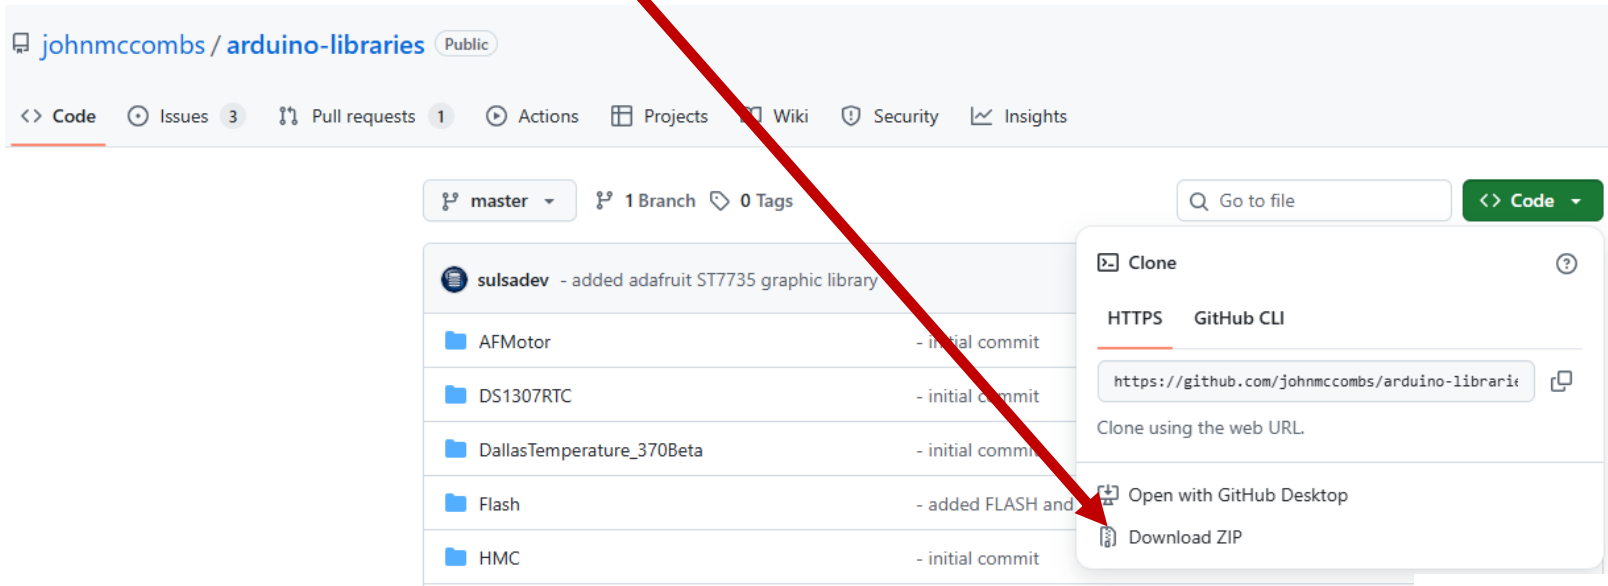 johnmccombs / arduino-libraries Public
Code Issues 3 Pull requests 1 Actions Projects Wiki Security Insights
master 1 Branch 0 Tags Go to file Code
sulsadev - added adafruit ST7735 graphic library
AFMotor - initial commit
DS1307RTC - initial commit
DallasTemperature_370Beta - initial commit
Flash - added FLASH and
HMC - initial commit
Clone
HTTPS GitHub CLI
https://github.com/johnmccombs/arduino-librarie
Clone using the web URL.
Open with GitHub Desktop
Download ZIP